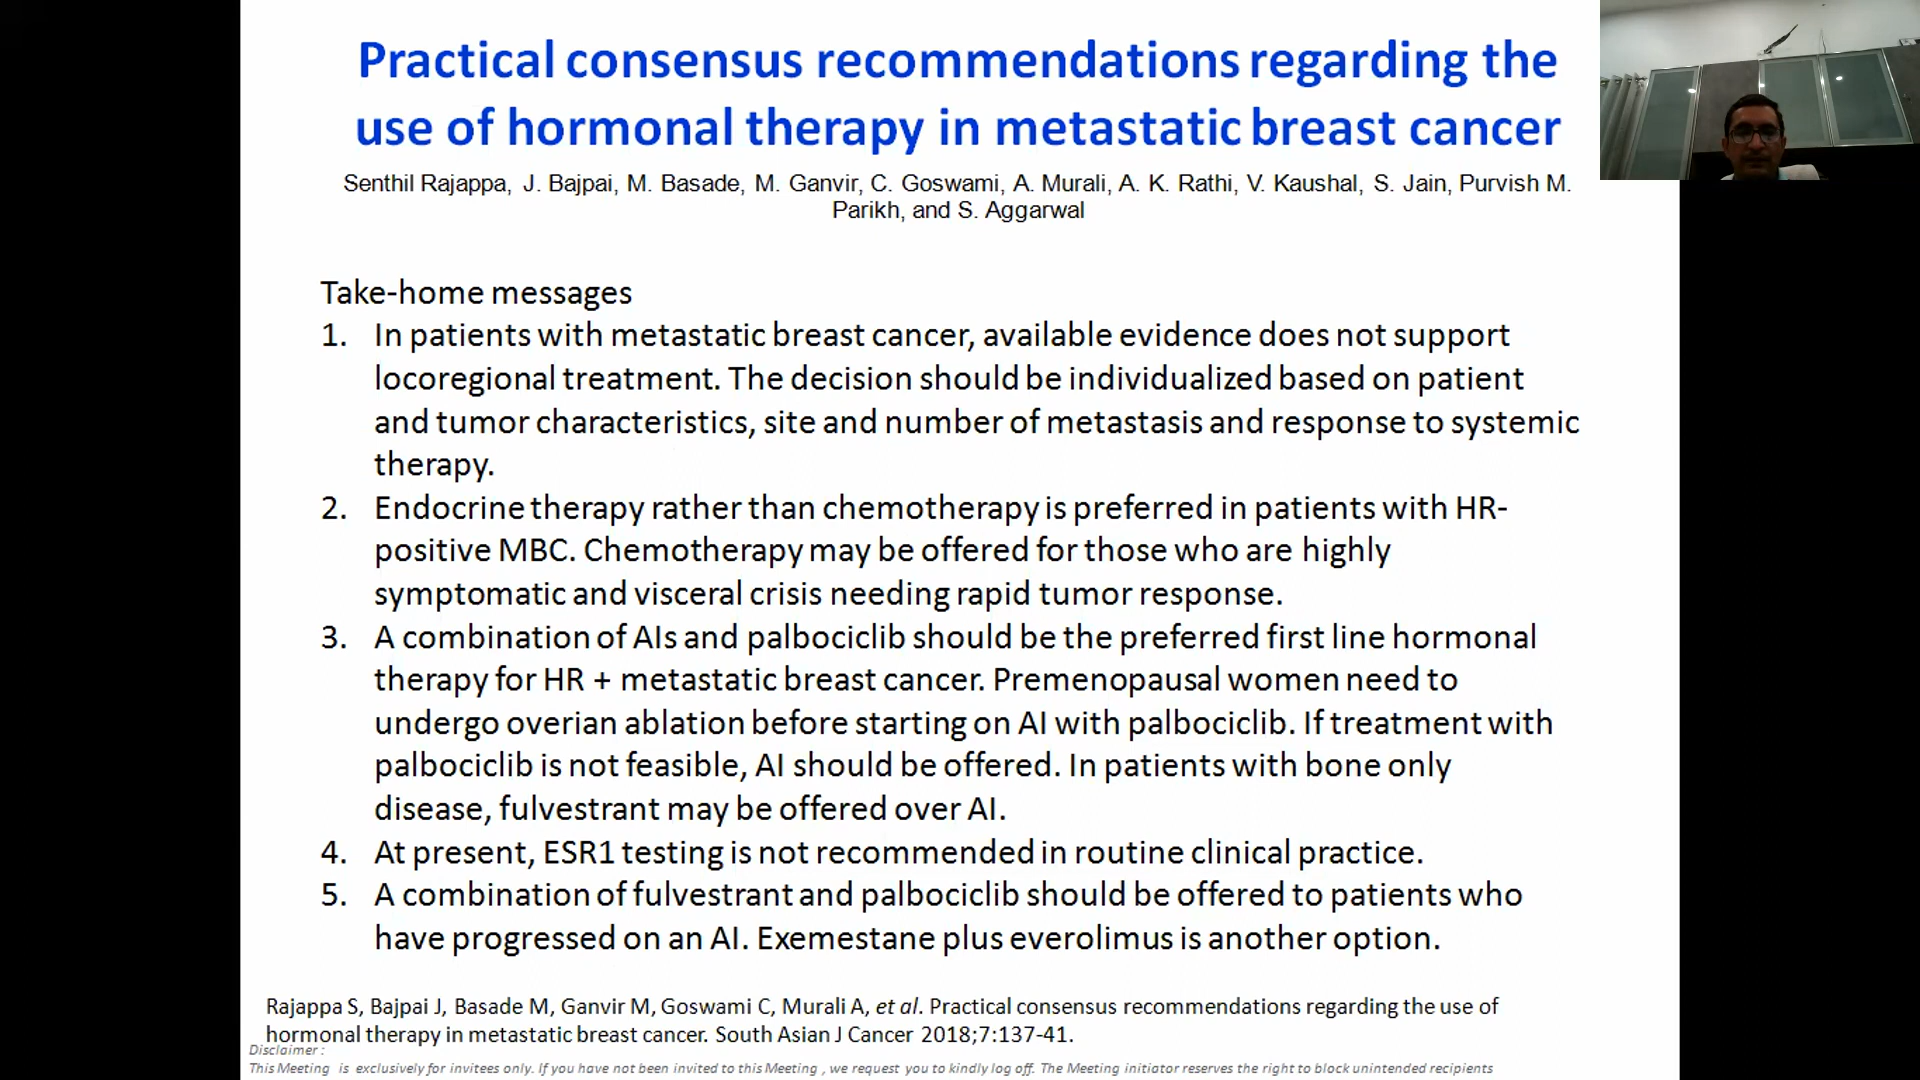 Practical consensus recommendations regarding the
use of hormonal therapy in metastatic breast cancer
Senthil Rajappa, J. Bajpai, M. Basade, M. Ganvir, C. Goswami, A. Murali, A. K. Rathi, V. Kaushal, S. Jain, Purvish M.
Parikh, and S. Aggarwal
Take-home messages
1. In patients with metastatic breast cancer, available evidence does not support
locoregional treatment. The decision should be individualized based on patient
and tumor characteristics, site and number of metastasis and response to systemic
therapy.
2. Endocrine therapy rather than chemotherapy is preferred in patients with HR-
positive MBC. Chemotherapy may be offered for those who are highly
symptomatic and visceral crisis needing rapid tumor response.
3. A combination of AIs and palbociclib should be the preferred first line hormonal
therapy for HR + metastatic breast cancer. Premenopausal women need to
undergo overian ablation before starting on AI with palbociclib. If treatment with
palbociclib is not feasible, AI should be offered. In patients with bone only
disease, fulvestrant may be offered over AI.
4. At present, ESR1 testing is not recommended in routine clinical practice.
5. A combination of fulvestrant and palbociclib should be offered to patients who
have progressed on an AI. Exemestane plus everolimus is another option.
Rajappa S, Bajpai J, Basade M, Ganvir M, Goswami C, Murali A, et al. Practical consensus recommendations regarding the use of
hormonal therapy in metastatic breast cancer. South Asian J Cancer 2018;7:137-41.
Disclaimer :
This Meeting is exclusively for invitees only. If you have not been invited to this Meeting , we request you to kindly log off. The Meeting initiator reserves the right to block unintended recipients